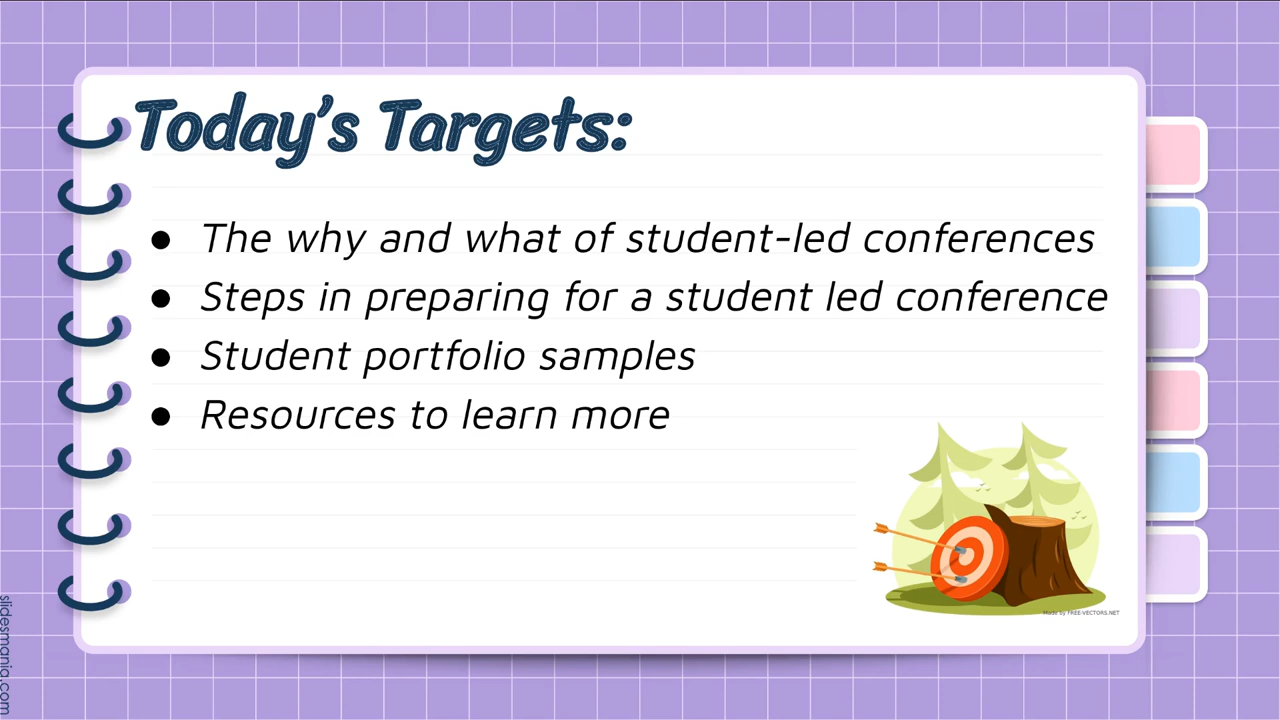 Today's Targets:
● The why and what of student-led conferences
● Steps in preparing for a student led conference
● Student portfolio samples
● Resources to learn more
Made by FREE-VECTORS.NET
slidesmania.com